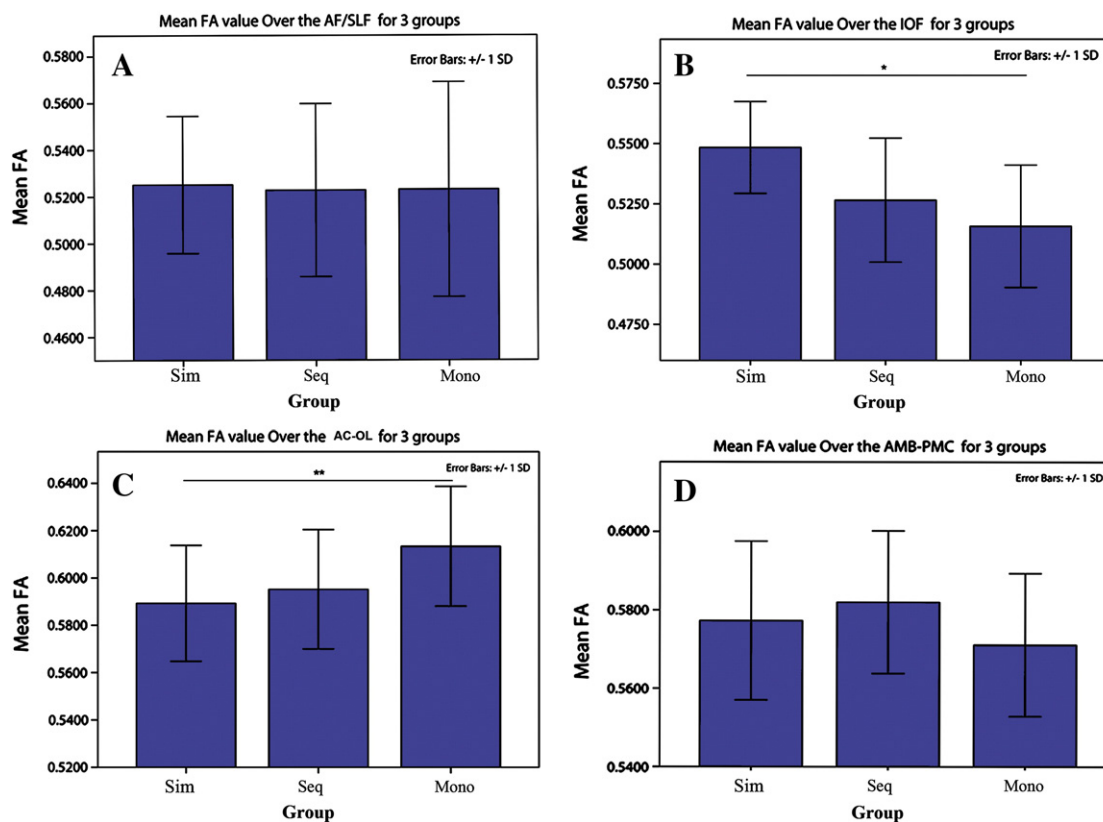 Mean FA value Over the AF/SLF for 3 groups
A
Error Bars: +/- 1 SD
0.5800
0.5600
0.5400
0.5200
0.5000
0.4800
0.4600
Mean FA
Sim Seq Mono
Group
Mean FA value Over the IOF for 3 groups
B
Error Bars: +/- 1 SD
*
0.5750
0.5500
0.5250
0.5000
0.4750
Mean FA
Sim Seq Mono
Group
Mean FA value Over the AC-OL for 3 groups
C
Error Bars: +/- 1 SD
**
0.6400
0.6200
0.6000
0.5800
0.5600
0.5400
0.5200
Mean FA
Sim Seq Mono
Group
Mean FA value Over the AMB-PMC for 3 groups
D
Error Bars: +/- 1 SD
0.6000
0.5800
0.5600
0.5400
Mean FA
Sim Seq Mono
Group